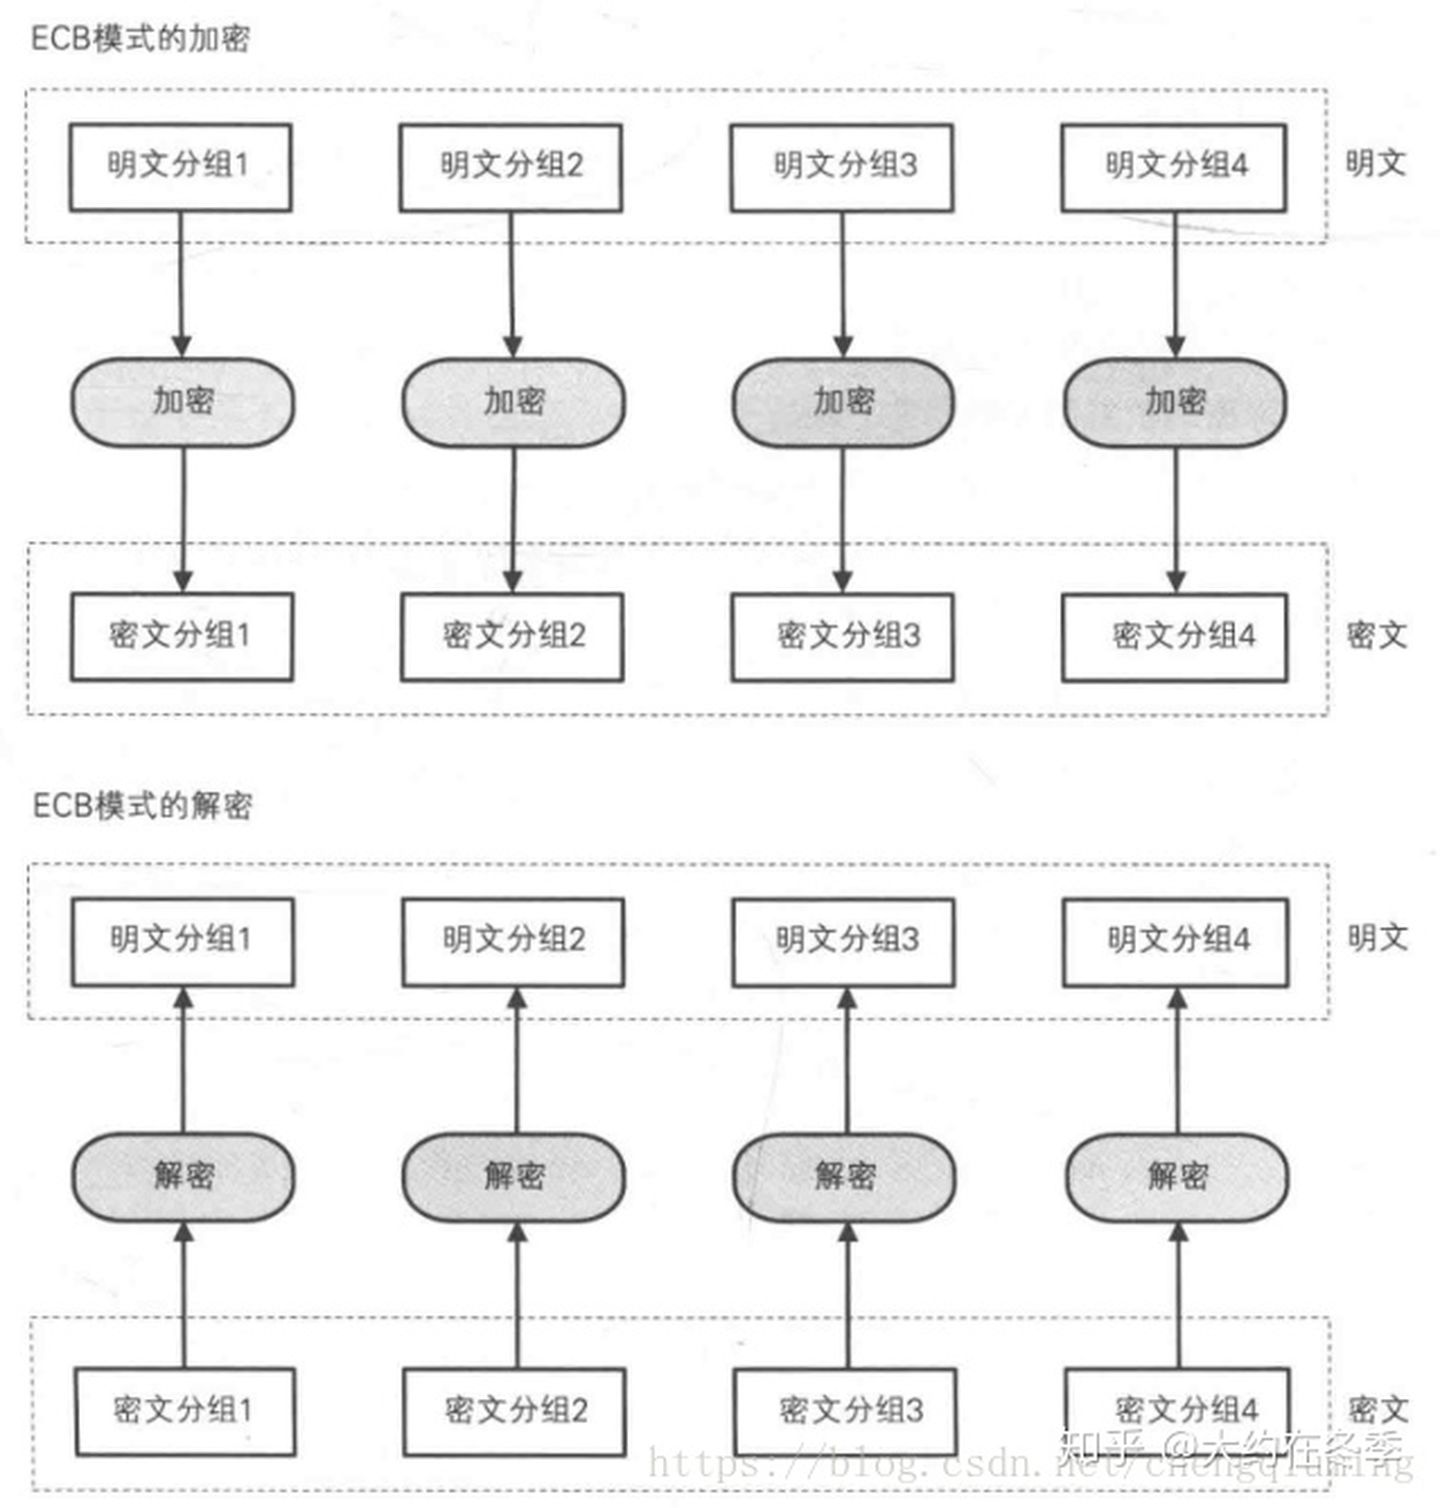 ECB模式的加密
明文分组1 明文分组2 明文分组3 明文分组4 明文
加密 加密 加密 加密
密文分组1 密文分组2 密文分组3 密文分组4 密文
ECB模式的解密
明文分组1 明文分组2 明文分组3 明文分组4 明文
解密 解密 解密 解密
密文分组1 密文分组2 密文分组3 密文分组4 密文
知乎 @大约在冬季
https://blog.csdn.net/chengqiuming